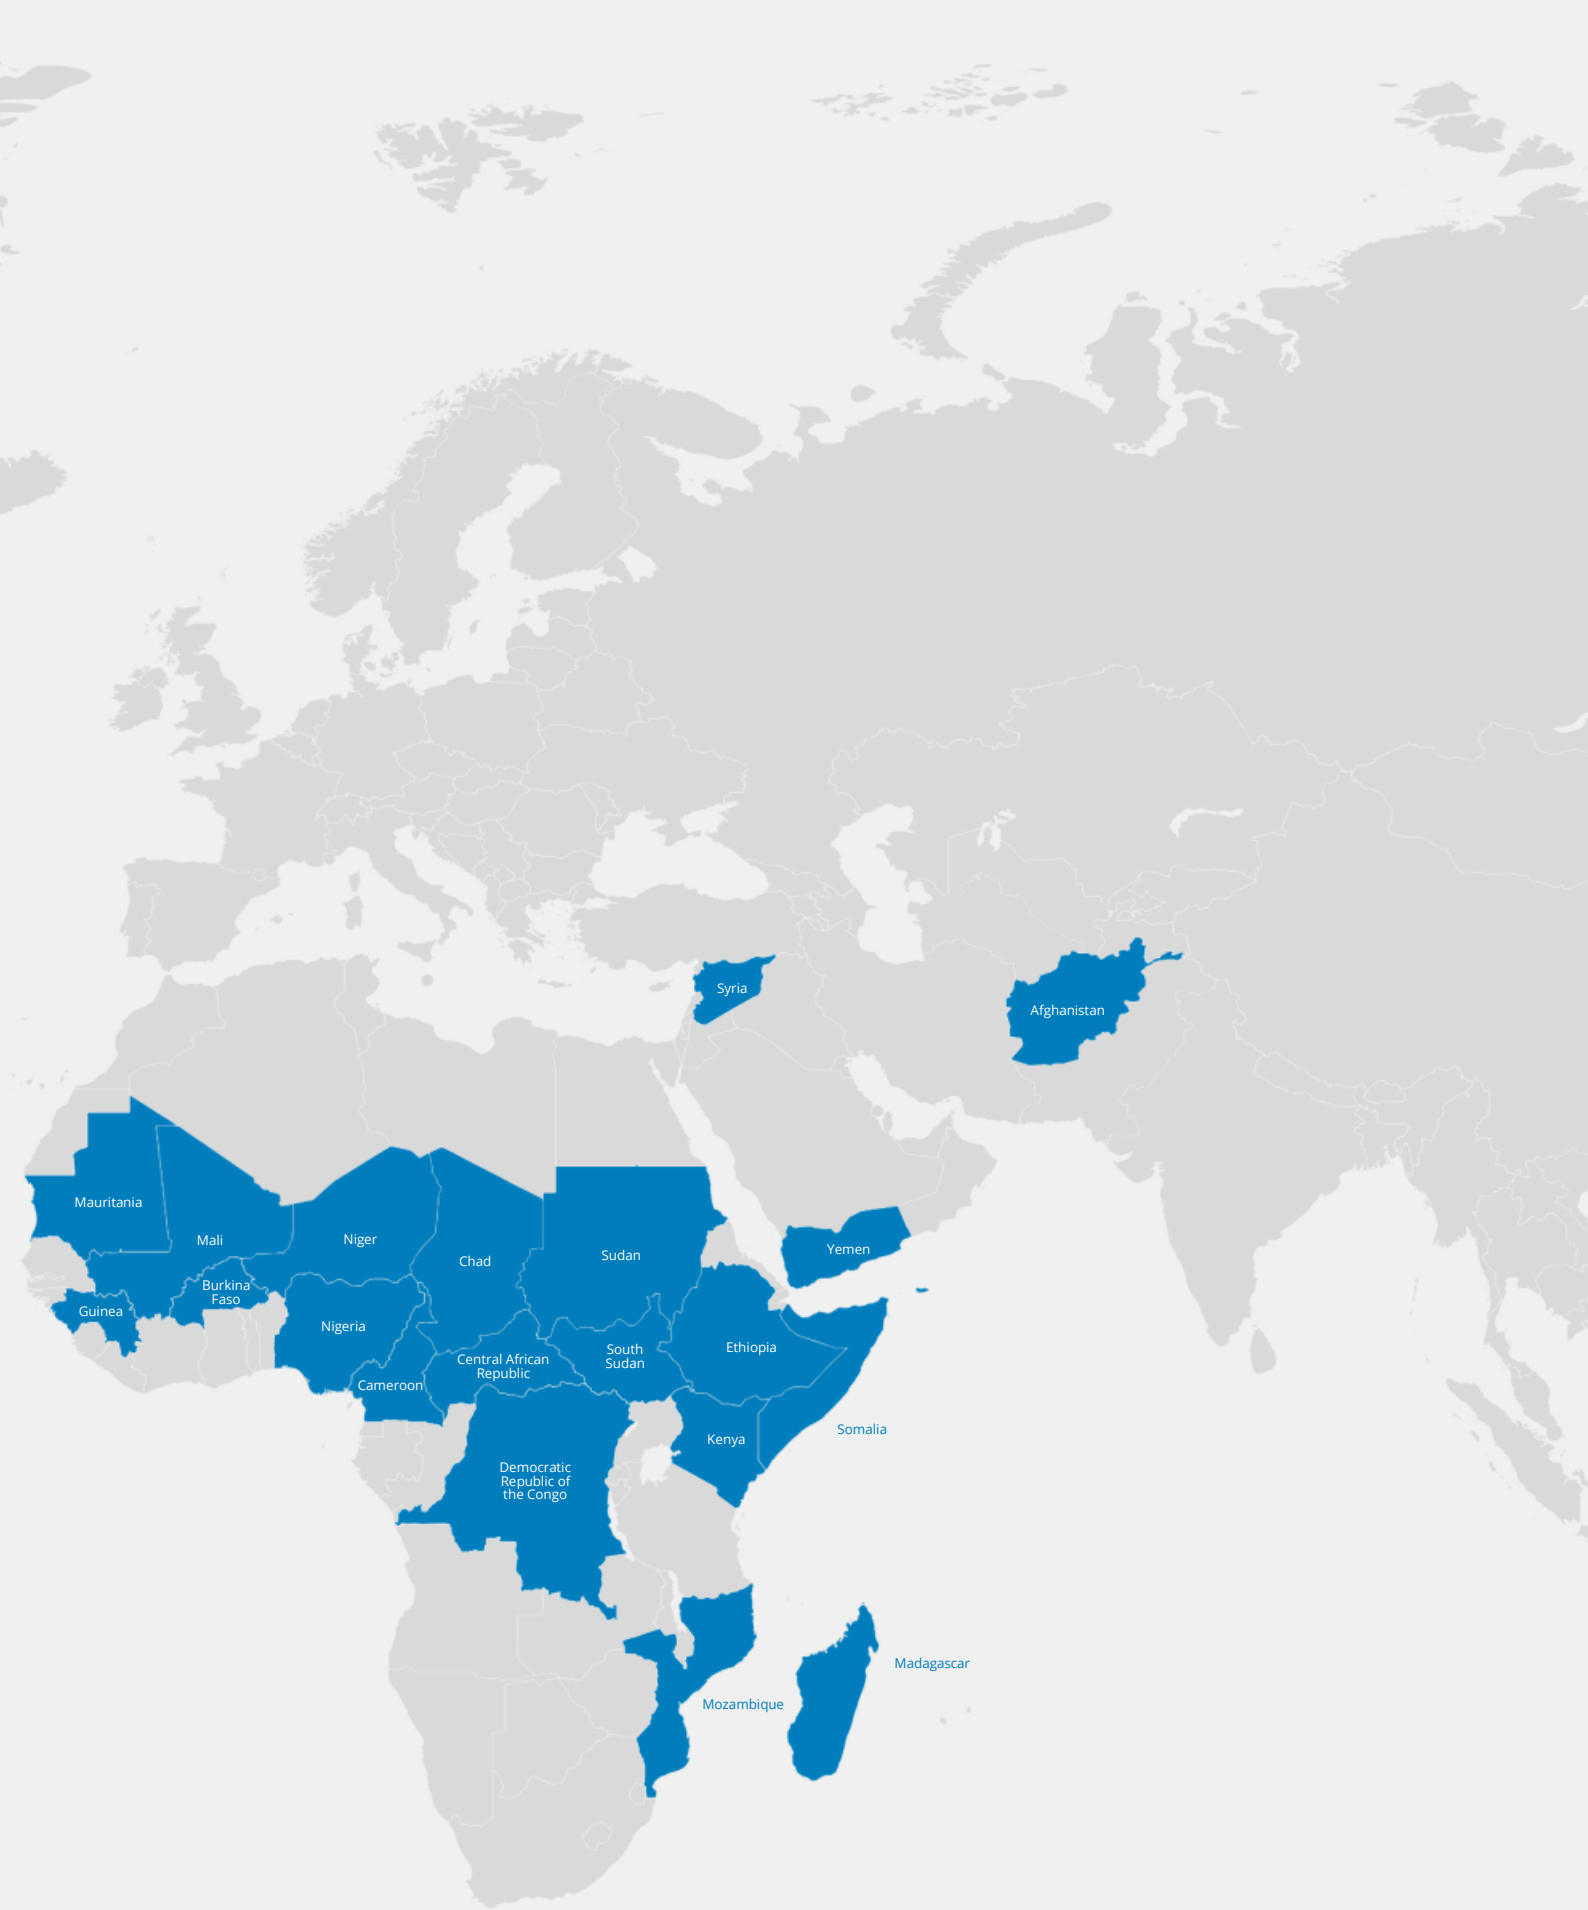 Syria
Afghanistan
Mauritania
Mali
Niger
Chad
Sudan
Yemen
Burkina
Faso
Guinea
Nigeria
Ethiopia
South
Sudan
Central African
Republic
Cameroon
Somalia
Kenya
Democratic
Republic of
the Congo
Madagascar
Mozambique